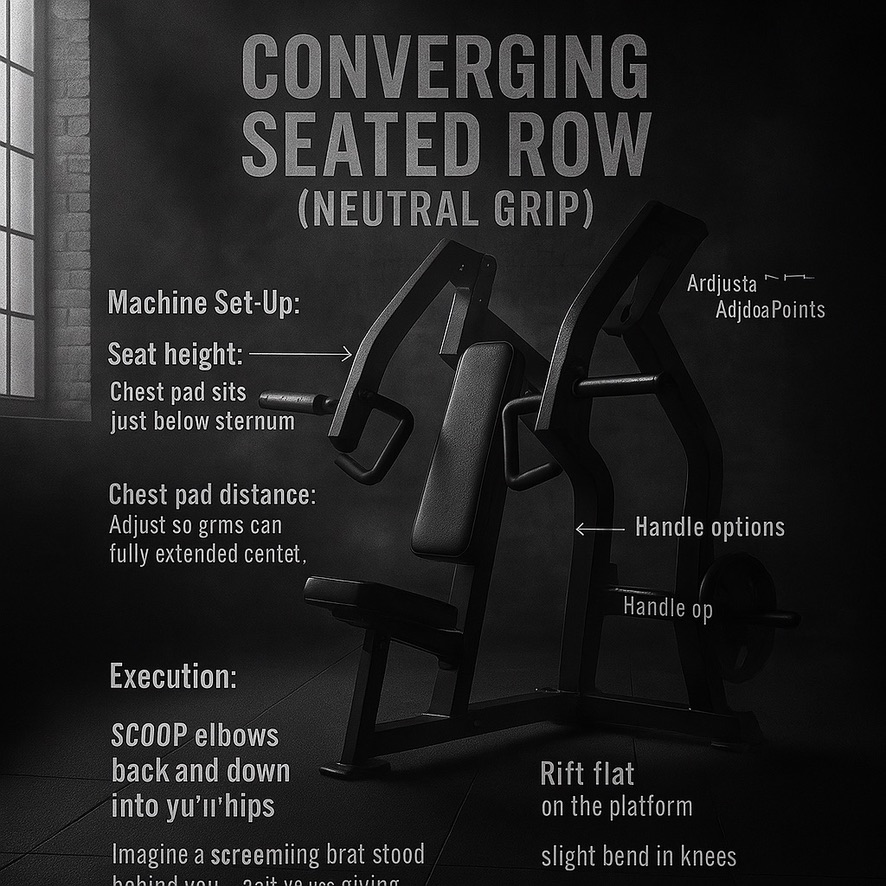 CONVERGING
SEATED ROW
(NEUTRAL GRIP)
Machine Set-Up:
Seat height:
Chest pad sits
just below sternum
Chest pad distance:
Adjust so grms can
fully extended centet,
Ardjusta
AdjdoaPoints
Handle options
Handle op
Execution:
SCOOP elbows
back and down
into yu'll'hips
Imagine a screemiing brat stood
behind you
giving
Rift flat
on the platform
slight bend in knees